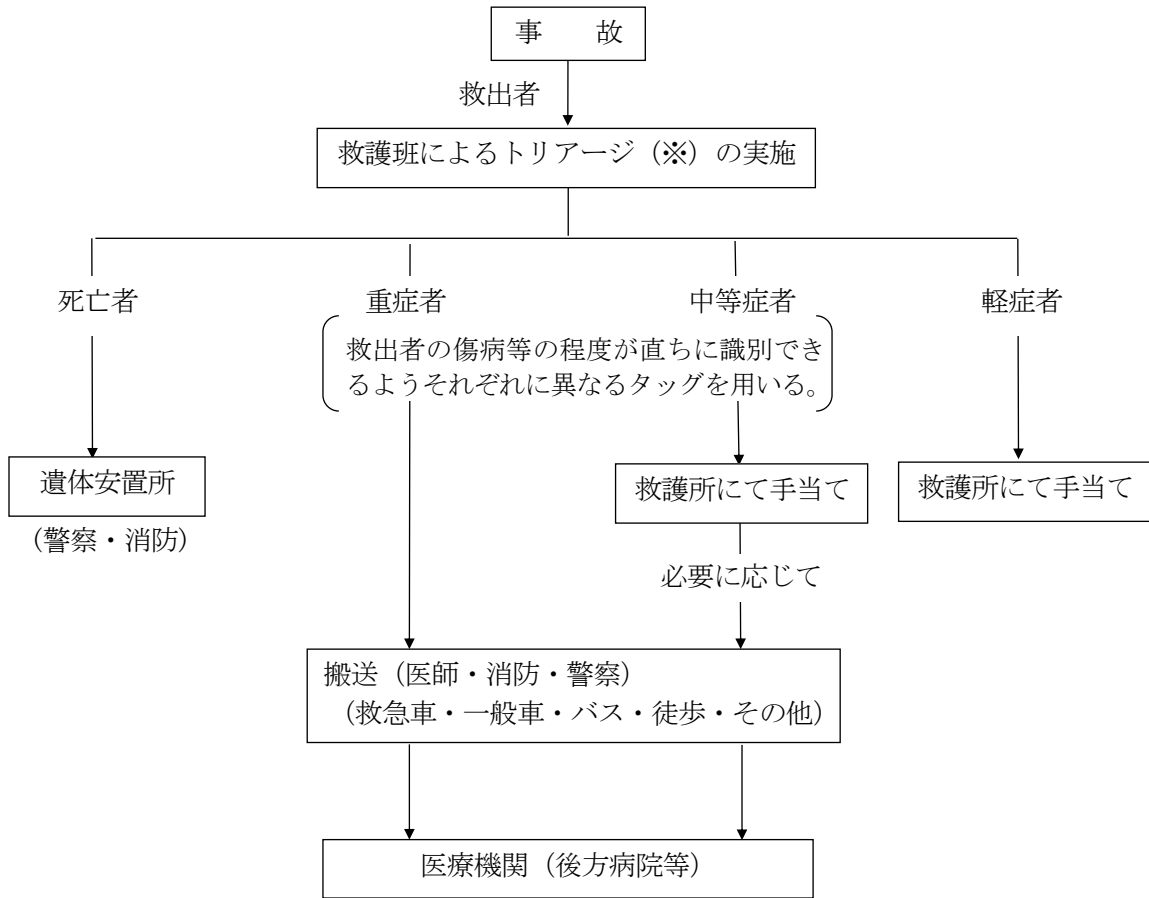 事　　故
救出者
救護班によるトリアージ（※）の実施
死亡者
重症者
中等症者
軽症者
救出者の傷病等の程度が直ちに識別でき
るようそれぞれに異なるタッグを用いる。
遺体安置所
（警察・消防）
救護所にて手当て
救護所にて手当て
必要に応じて
搬送（医師・消防・警察）
（救急車・一般車・バス・徒歩・その他）
医療機関（後方病院等）